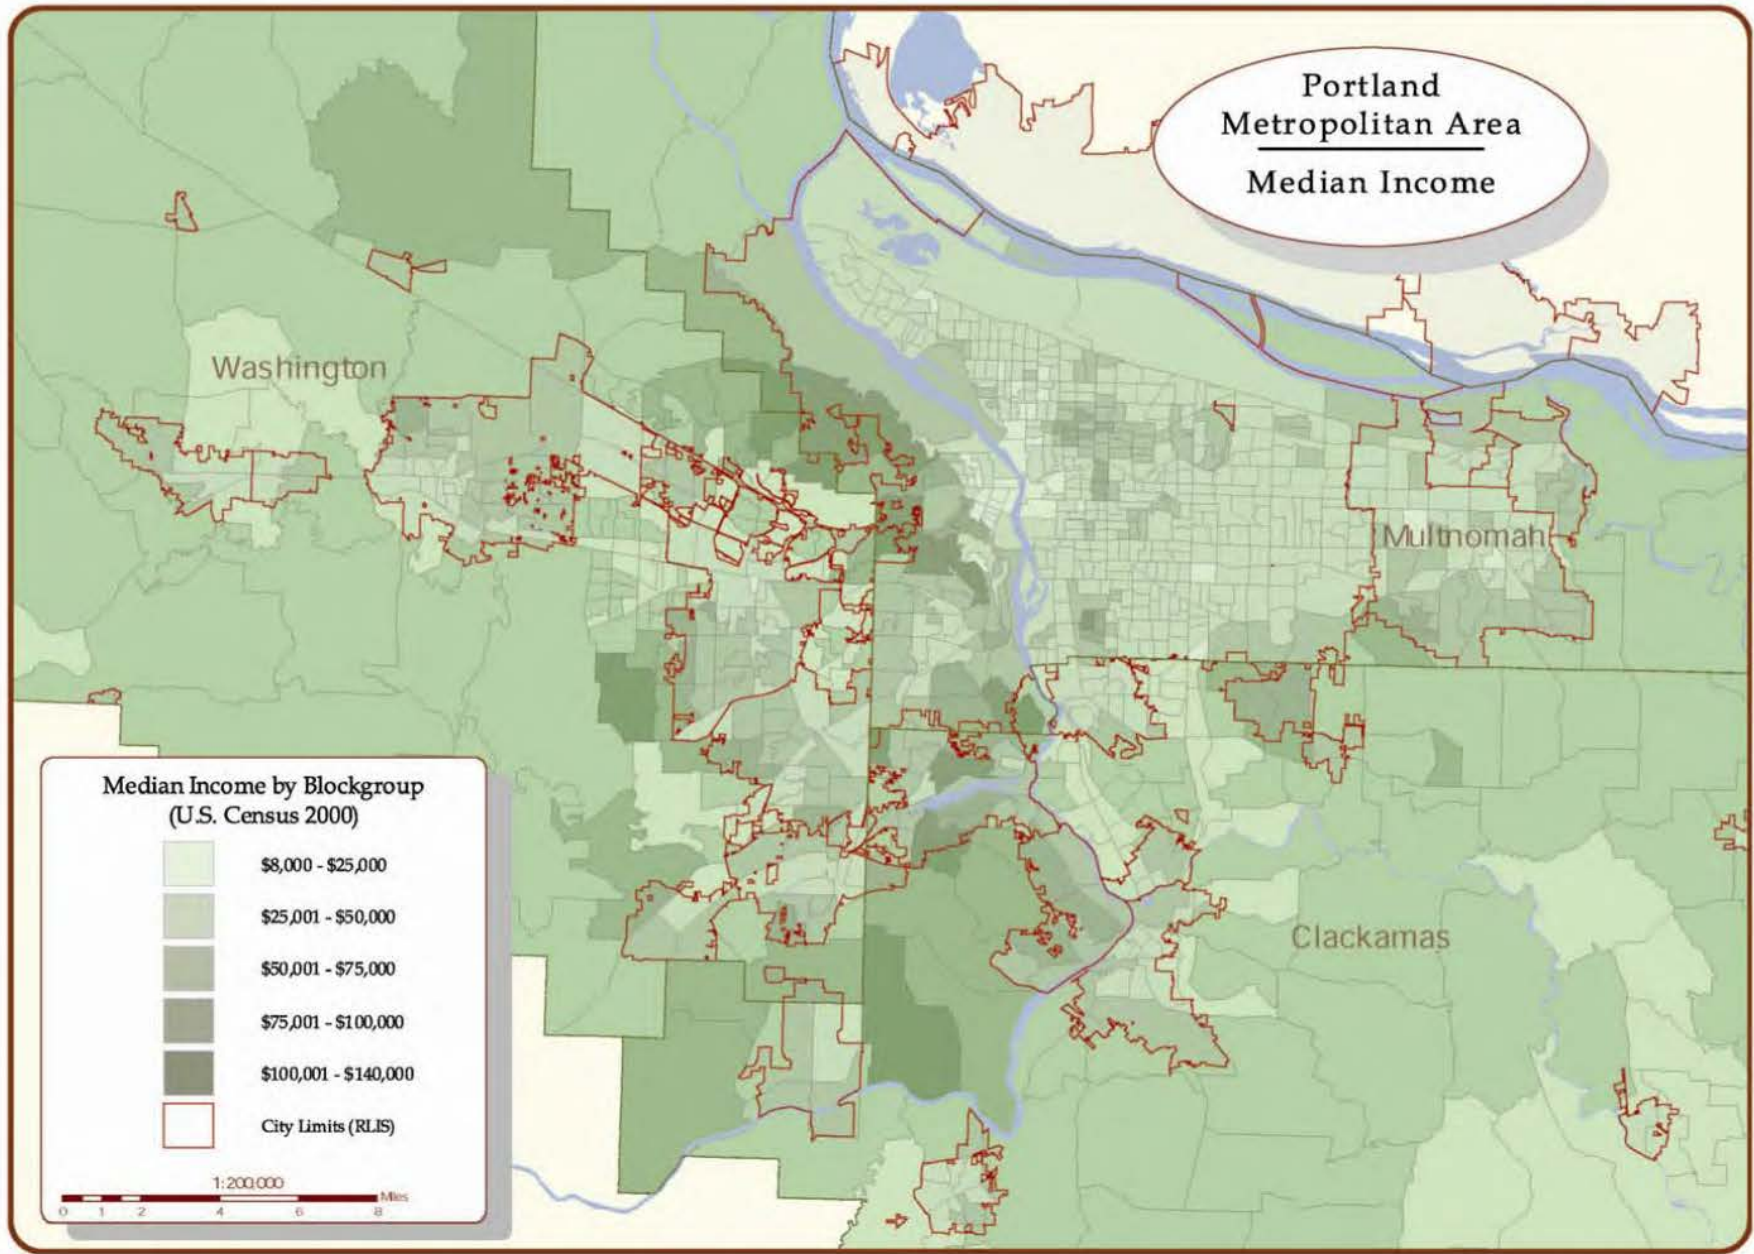 Portland
Metropolitan Area
Median Income
Washington
Multnomah
Clackamas
Median Income by Blockgroup
(U.S. Census 2000)
$8,000 - $25,000
$25,001 - $50,000
$50,001 - $75,000
$75,001 - $100,000
$100,001 - $140,000
City Limits (RLIS)
1:200,000
Miles
0 1 2 4 6 8